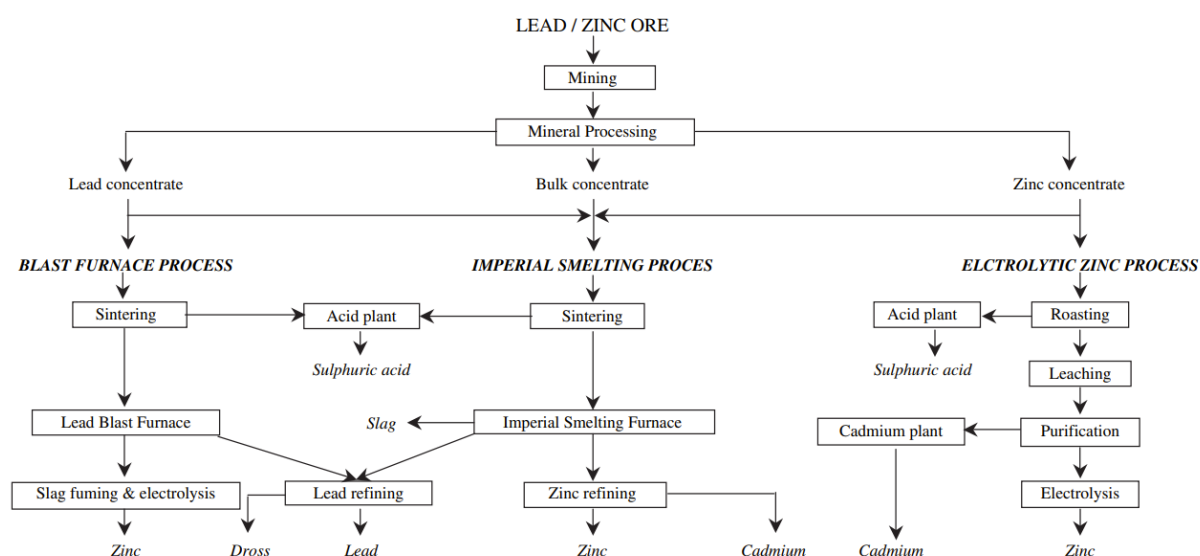 LEAD / ZINC ORE
Mining
Mineral Processing
Lead concentrate
Bulk concentrate
Zinc concentrate
BLAST FURNACE PROCESS
IMPERIAL SMELTING PROCES
ELCTROLYTIC ZINC PROCESS
Sintering
Acid plant
Sintering
Acid plant
Roasting
Sulphuric acid
Sulphuric acid
Leaching
Lead Blast Furnace
Slag
Imperial Smelting Furnace
Cadmium plant
Purification
Slag fuming & electrolysis
Lead refining
Zinc refining
Electrolysis
Zinc
Dross
Lead
Zinc
Cadmium
Cadmium
Zinc